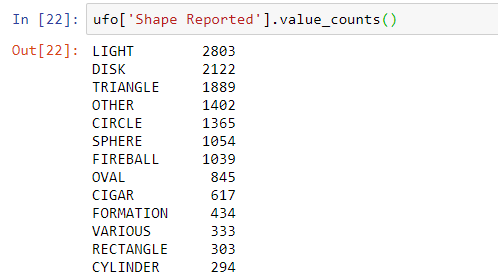 In [22]: ufo['Shape Reported'].value_counts()
Out[22]: LIGHT 2803
DISK 2122
TRIANGLE 1889
OTHER 1402
CIRCLE 1365
SPHERE 1054
FIREBALL 1039
OVAL 845
CIGAR 617
FORMATION 434
VARIOUS 333
RECTANGLE 303
CYLINDER 294